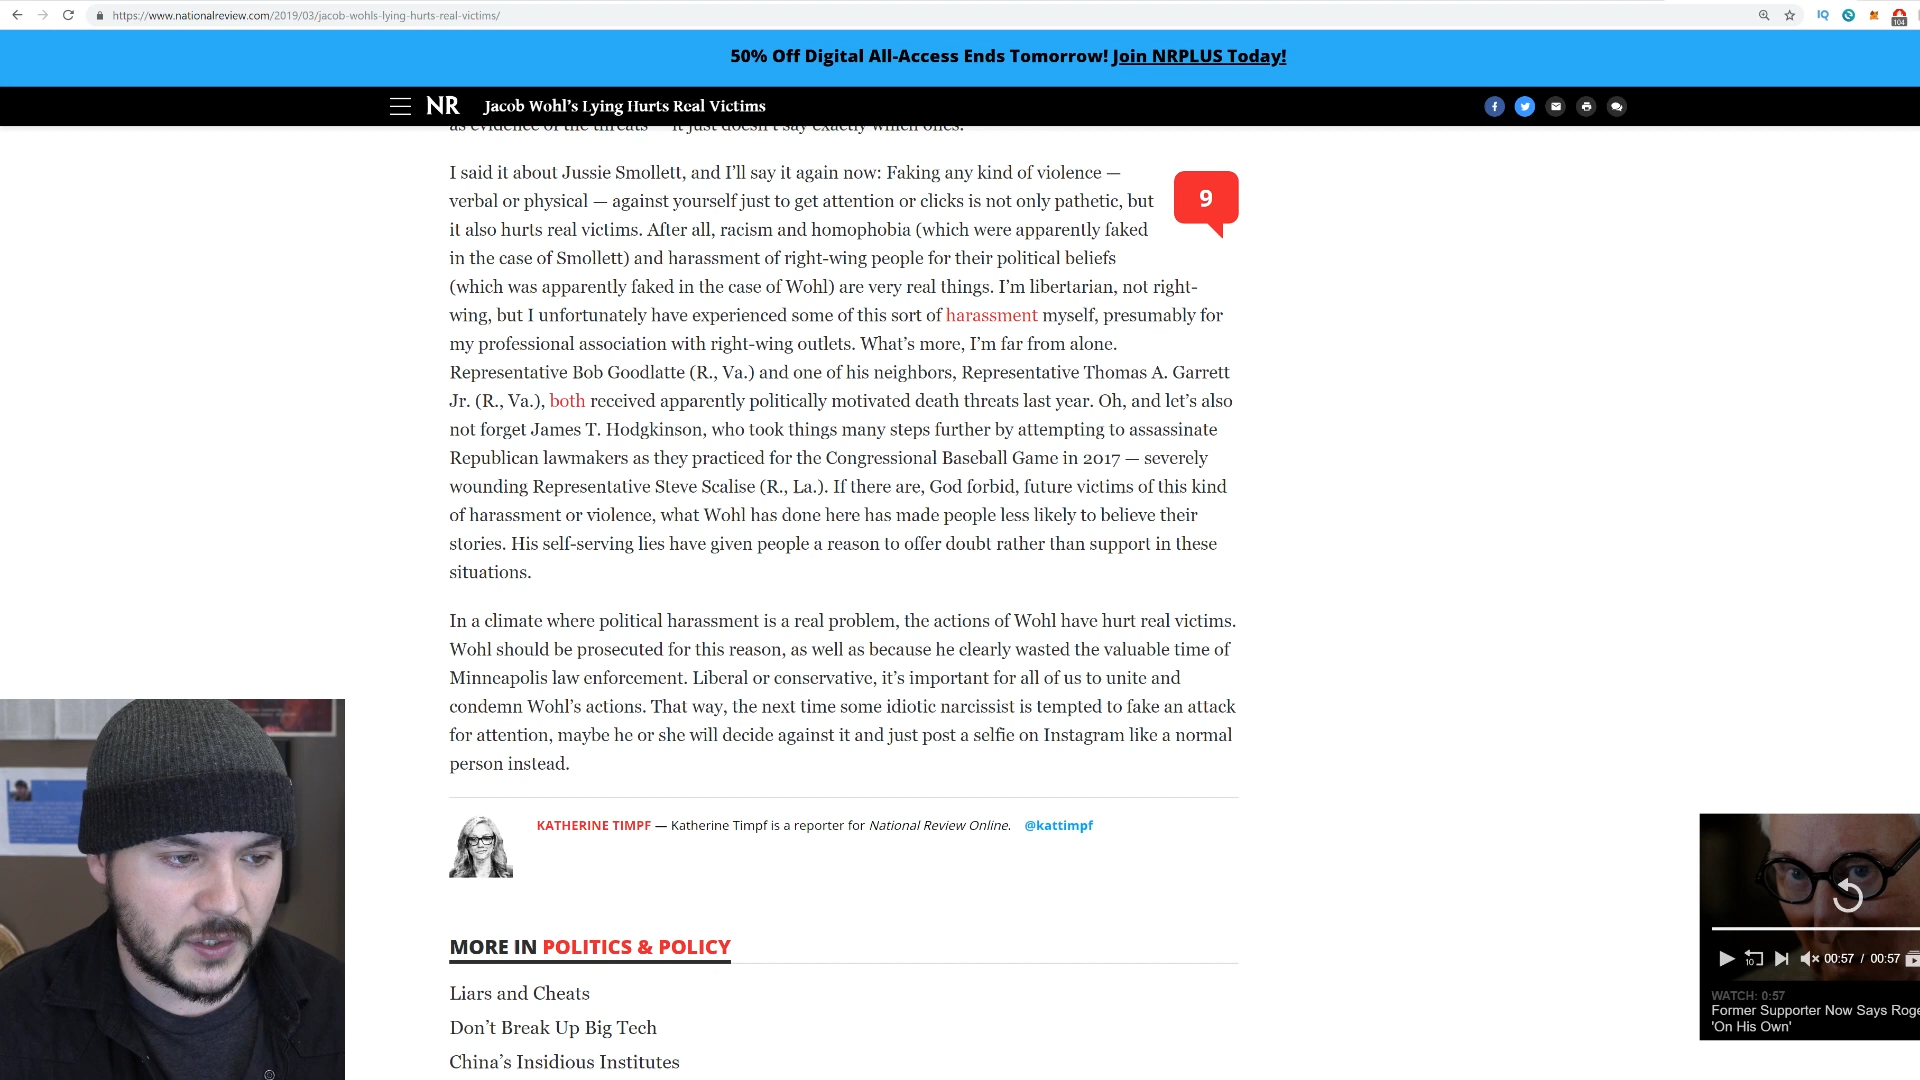 https://www.nationalreview.com/2019/03/jacob-wohls-lying-hurts-real-victims/
IQ
104
50% Off Digital All-Access Ends Tomorrow! Join NRPLUS Today!
NR
Jacob Wohl’s Lying Hurts Real Victims
as evidence of the threats — it just doesn’t say exactly which ones.
I said it about Jussie Smollett, and I’ll say it again now: Faking any kind of violence —
verbal or physical — against yourself just to get attention or clicks is not only pathetic, but
it also hurts real victims. After all, racism and homophobia (which were apparently faked
in the case of Smollett) and harassment of right-wing people for their political beliefs
(which was apparently faked in the case of Wohl) are very real things. I’m libertarian, not right-
wing, but I unfortunately have experienced some of this sort of harassment myself, presumably for
my professional association with right-wing outlets. What’s more, I’m far from alone.
Representative Bob Goodlatte (R., Va.) and one of his neighbors, Representative Thomas A. Garrett
Jr. (R., Va.), both received apparently politically motivated death threats last year. Oh, and let’s also
not forget James T. Hodgkinson, who took things many steps further by attempting to assassinate
Republican lawmakers as they practiced for the Congressional Baseball Game in 2017 — severely
wounding Representative Steve Scalise (R., La.). If there are, God forbid, future victims of this kind
of harassment or violence, what Wohl has done here has made people less likely to believe their
stories. His self-serving lies have given people a reason to offer doubt rather than support in these
situations.
9
In a climate where political harassment is a real problem, the actions of Wohl have hurt real victims.
Wohl should be prosecuted for this reason, as well as because he clearly wasted the valuable time of
Minneapolis law enforcement. Liberal or conservative, it’s important for all of us to unite and
condemn Wohl’s actions. That way, the next time some idiotic narcissist is tempted to fake an attack
for attention, maybe he or she will decide against it and just post a selfie on Instagram like a normal
person instead.
KATHERINE TIMPF — Katherine Timpf is a reporter for National Review Online. @kattimpf
MORE IN POLITICS & POLICY
Liars and Cheats
Don’t Break Up Big Tech
China’s Insidious Institutes
10
00:57 / 00:57
WATCH: 0:57
Former Supporter Now Says Roge
'On His Own'